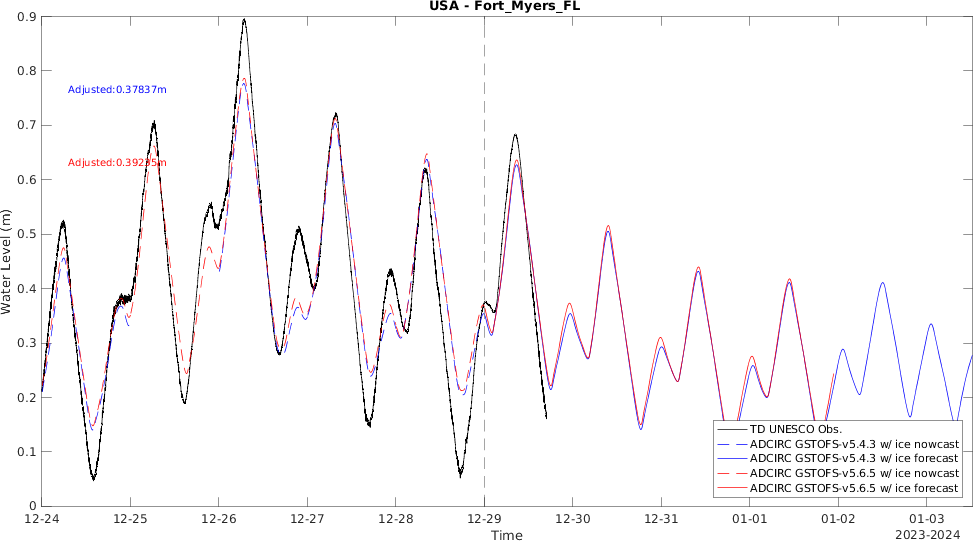 USA - Fort_Myers_FL
0.9
0.8
0.7
0.6
0.5
0.4
0.3
0.2
0.1
0
Water Level (m)
Adjusted:0.37837m
Adjusted:0.39235m
TD UNESCO Obs.
ADCIRC GSTOFS-v5.4.3 w/ ice nowcast
ADCIRC GSTOFS-v5.4.3 w/ ice forecast
ADCIRC GSTOFS-v5.6.5 w/ ice nowcast
ADCIRC GSTOFS-v5.6.5 w/ ice forecast
12-24 12-25 12-26 12-27 12-28 12-29 12-30 12-31 01-01 01-02 01-03
Time
2023-2024